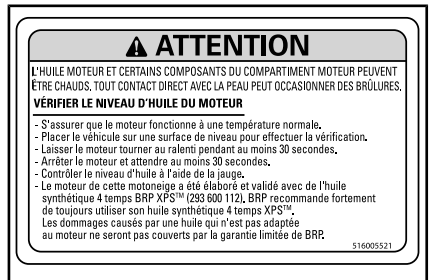 ATTENTION
L'HUILE MOTEUR ET CERTAINS COMPOSANTS DU COMPARTIMENT MOTEUR PEUVENT
ÊTRE CHAUDS. TOUT CONTACT DIRECT AVEC LA PEAU PEUT OCCASIONNER DES BRÛLURES.
VÉRIFIER LE NIVEAU D'HUILE DU MOTEUR
- S'assurer que le moteur fonctionne à une température normale.
- Placer le véhicule sur une surface de niveau pour effectuer la vérification.
- Laisser le moteur tourner au ralenti pendant au moins 30 secondes.
- Arrêter le moteur et attendre au moins 30 secondes.
- Contrôler le niveau d'huile à l'aide de la jauge.
- Le moteur de cette motoneige a été élaboré et validé avec de l'huile
synthétique 4 temps BRP XPS™ (293 600 112). BRP recommande fortement
de toujours utiliser son huile synthétique 4 temps XPS™.
Les dommages causés par une huile qui n'est pas adaptée
au moteur ne seront pas couverts par la garantie limitée de BRP.
516005521